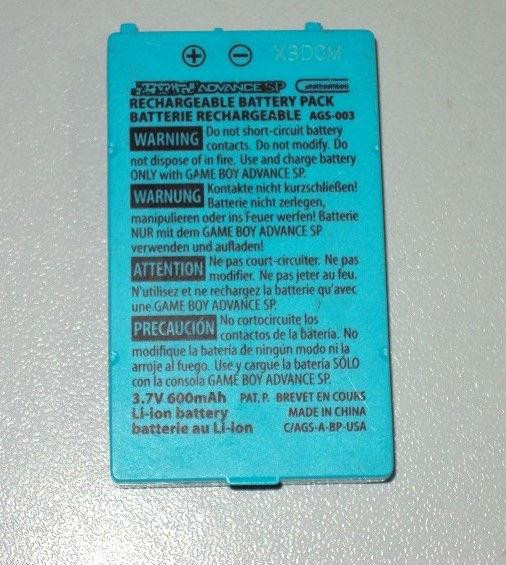 + - X3DCM
ADVANCE SP
RECHARGEABLE BATTERY PACK
BATTERIE RECHARGEABLE AGS-003
WARNING Do not short-circuit battery
contacts. Do not modify. Do
not dispose of in fire. Use and charge battery
ONLY with GAME BOY ADVANCE SP.
WARNUNG Kontakte nicht kurzschließen!
Batterie nicht zerlegen,
manipulieren oder ins Feuer werfen! Batterie
NUR mit dem GAME BOY ADVANCE SP
verwenden und aufladen!
ATTENTION Ne pas court-circuiter. Ne pas
modifier. Ne pas jeter au feu.
N'utilisez et ne rechargez la batterie qu'avec
une GAME BOY ADVANCE SP.
PRECAUCIÓN No cortocircuite los
contactos de la batería. No
modifique la batería de ningún modo ni la
arroje al fuego. Use y cargue la batería SÓLO
con la consola GAME BOY ADVANCE SP.
3.7V 600mAh PAT. P. BREVET EN COURS
Li-ion battery MADE IN CHINA
batterie au Li-ion C/AGS-A-BP-USA